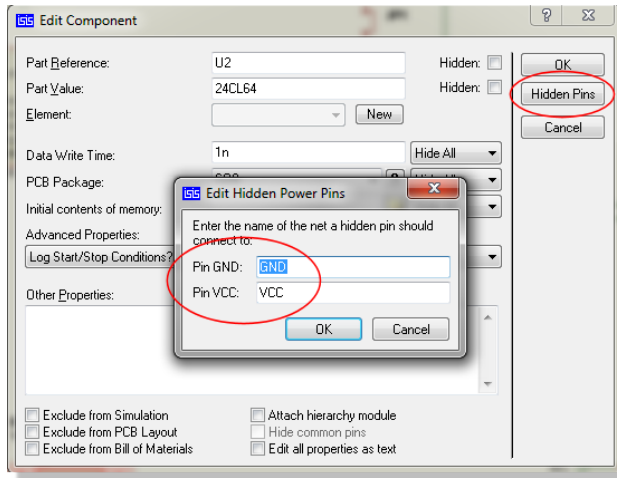 ISIS Edit Component
Part Reference: U2 Hidden:
OK
Part Value: 24CL64 Hidden:
Hidden Pins
Element: New
Cancel
Data Write Time: 1n Hide All
PCB Package: ?
Initial contents of memory:
Advanced Properties:
Log Start/Stop Conditions?
Other Properties:
ISIS Edit Hidden Power Pins
Enter the name of the net a hidden pin should
connect to:
Pin GND: GND
Pin VCC: VCC
OK Cancel
Exclude from Simulation Attach hierarchy module
Exclude from PCB Layout Hide common pins
Exclude from Bill of Materials Edit all properties as text